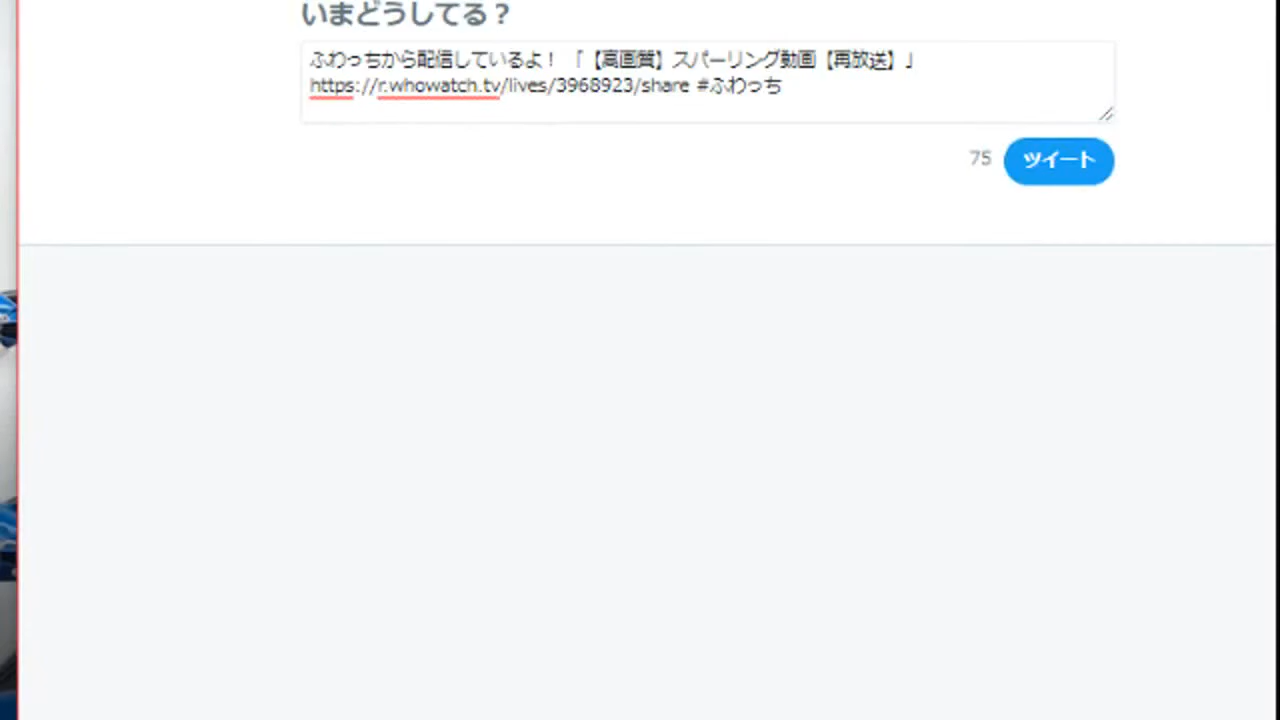 いまどうしてる？
ふわっちから配信しているよ！「【高画質】スパーリング動画【再放送】」
https://r.whowatch.tv/lives/3968923/share #ふわっち
75 ツイート